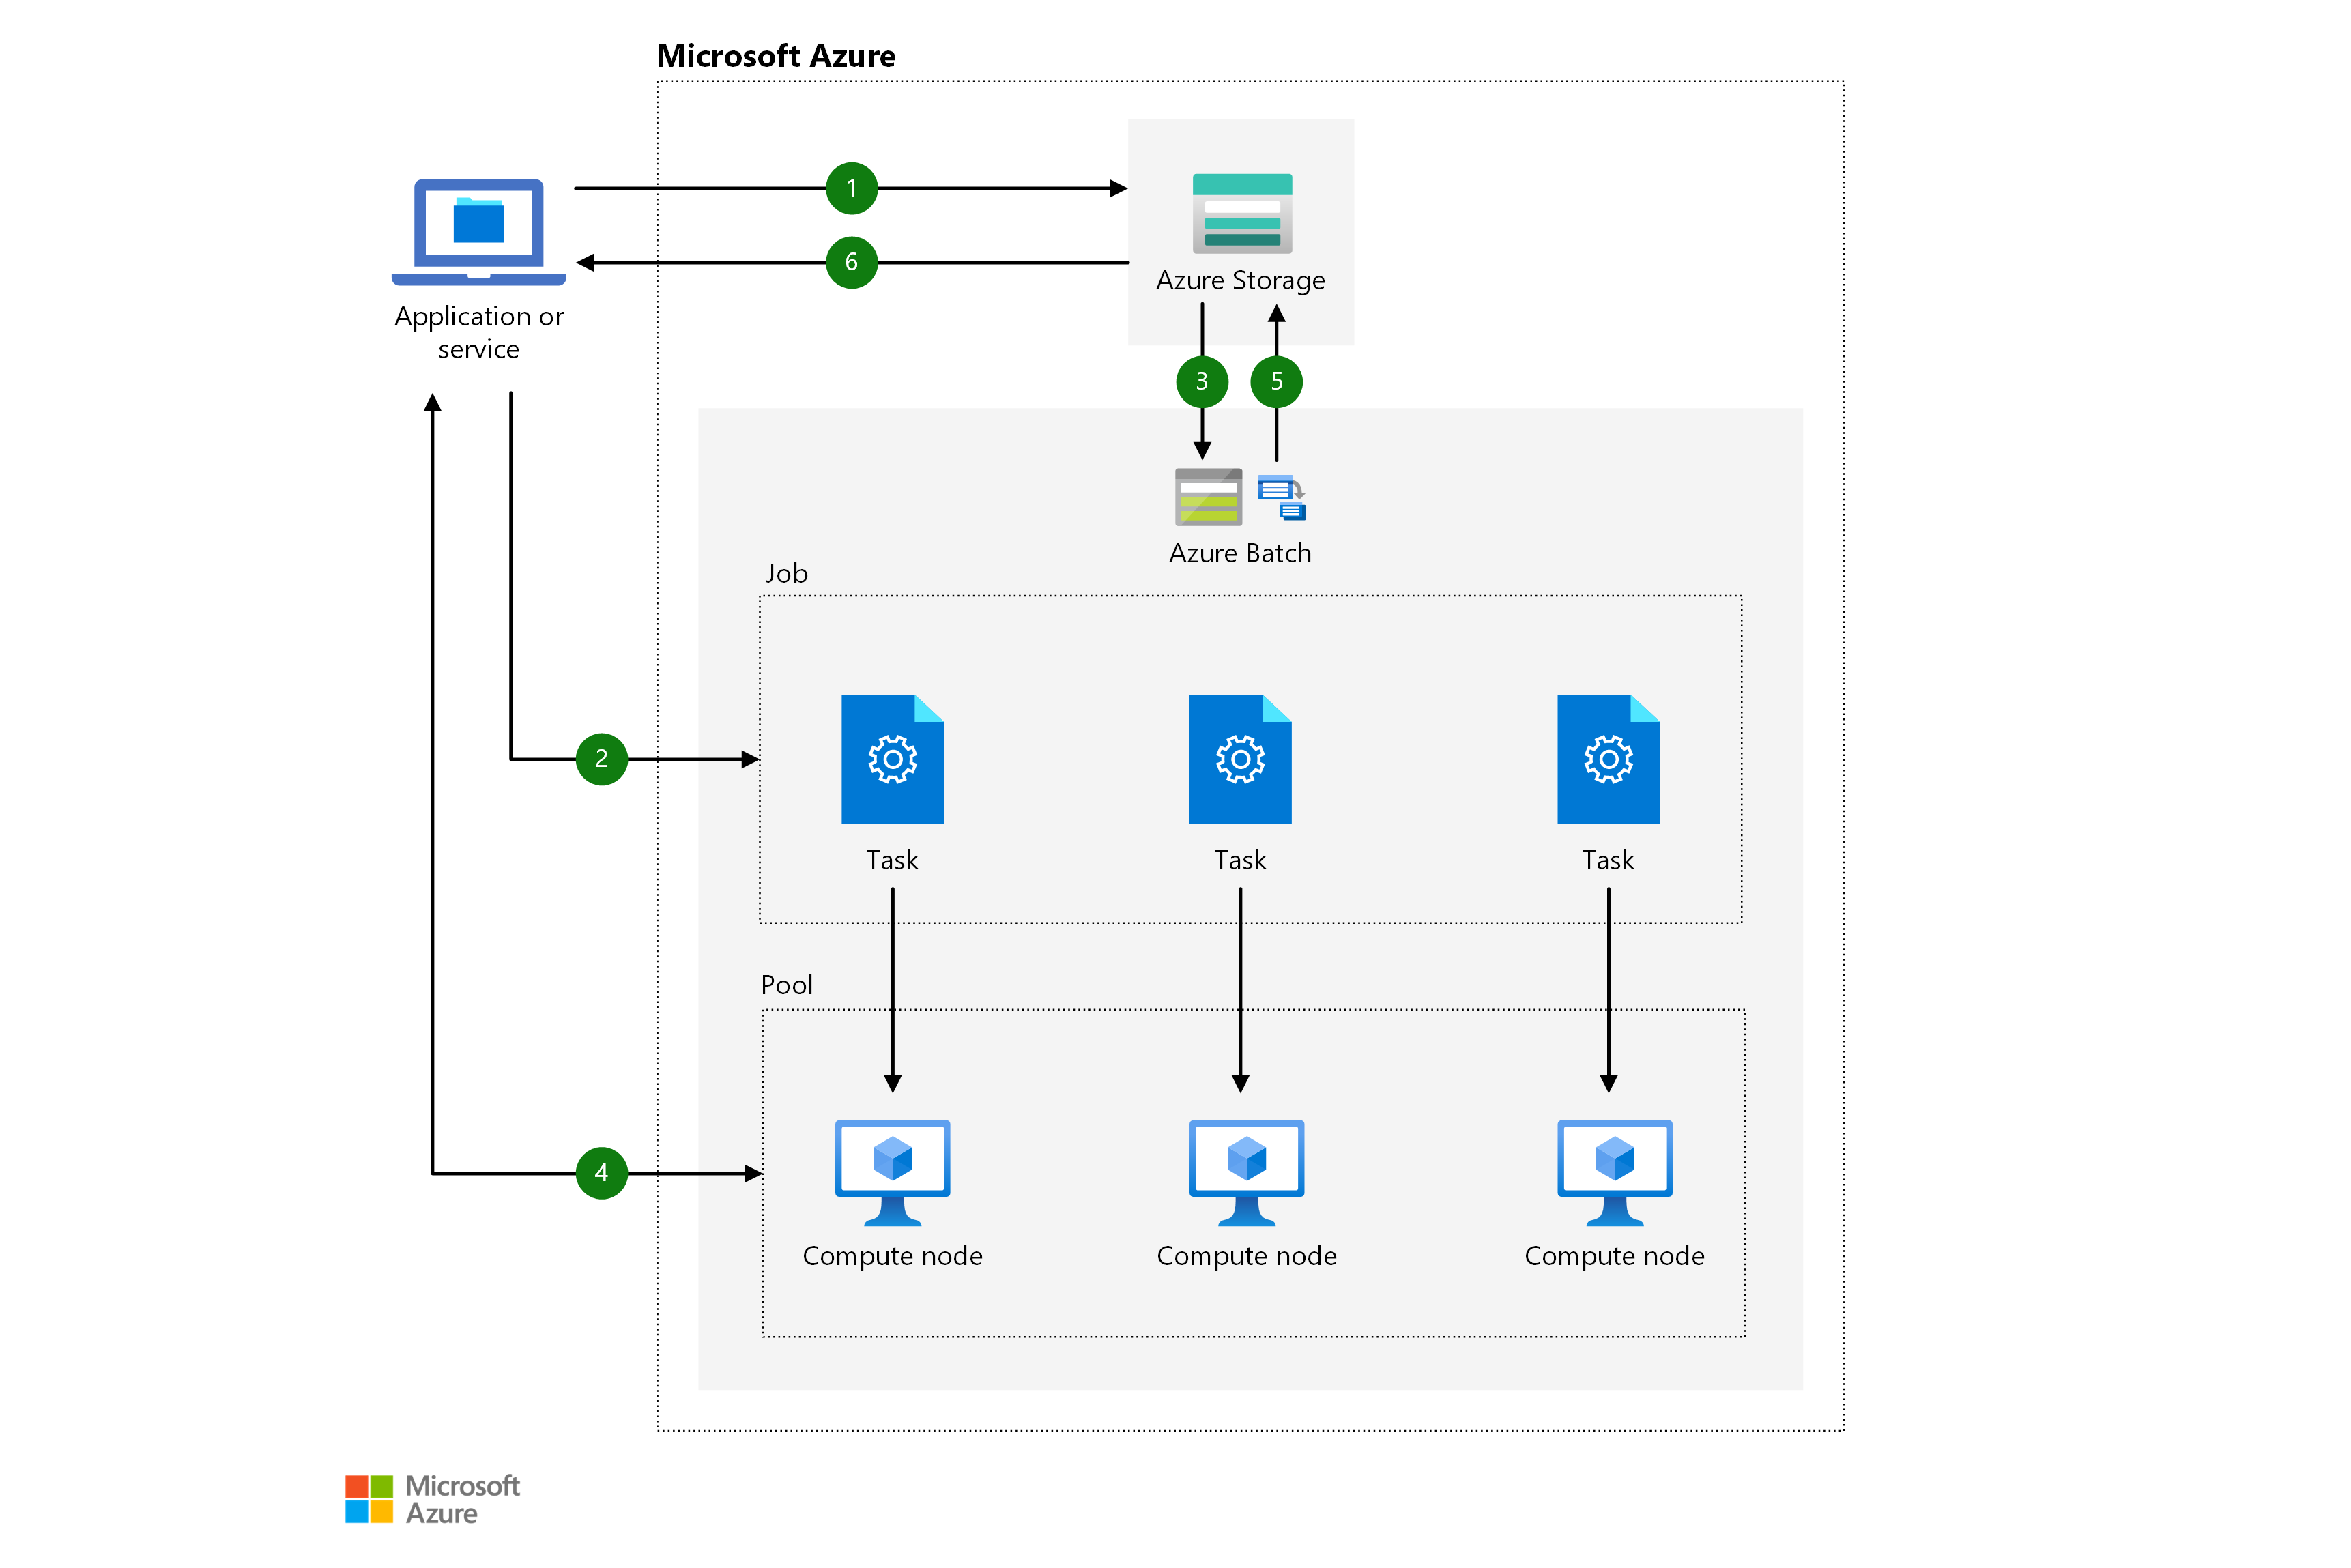 Microsoft Azure
1
6
Application or
service
Azure Storage
3
5
Azure Batch
Job
2
Task
Task
Task
Pool
4
Compute node
Compute node
Compute node
Microsoft
Azure